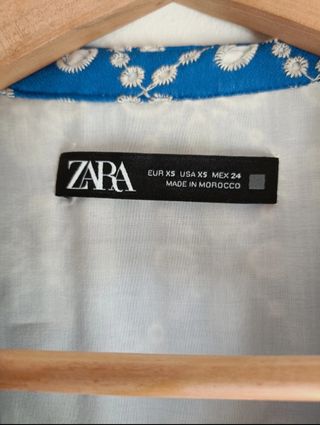 ZARA
EUR XS USA XS MEX 24
MADE IN MOROCCO